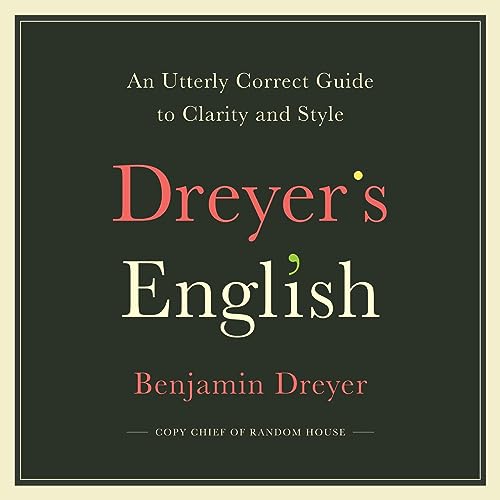 An Utterly Correct Guide
to Clarity and Style
Dreyer's
English
Benjamin Dreyer
COPY CHIEF OF RANDOM HOUSE